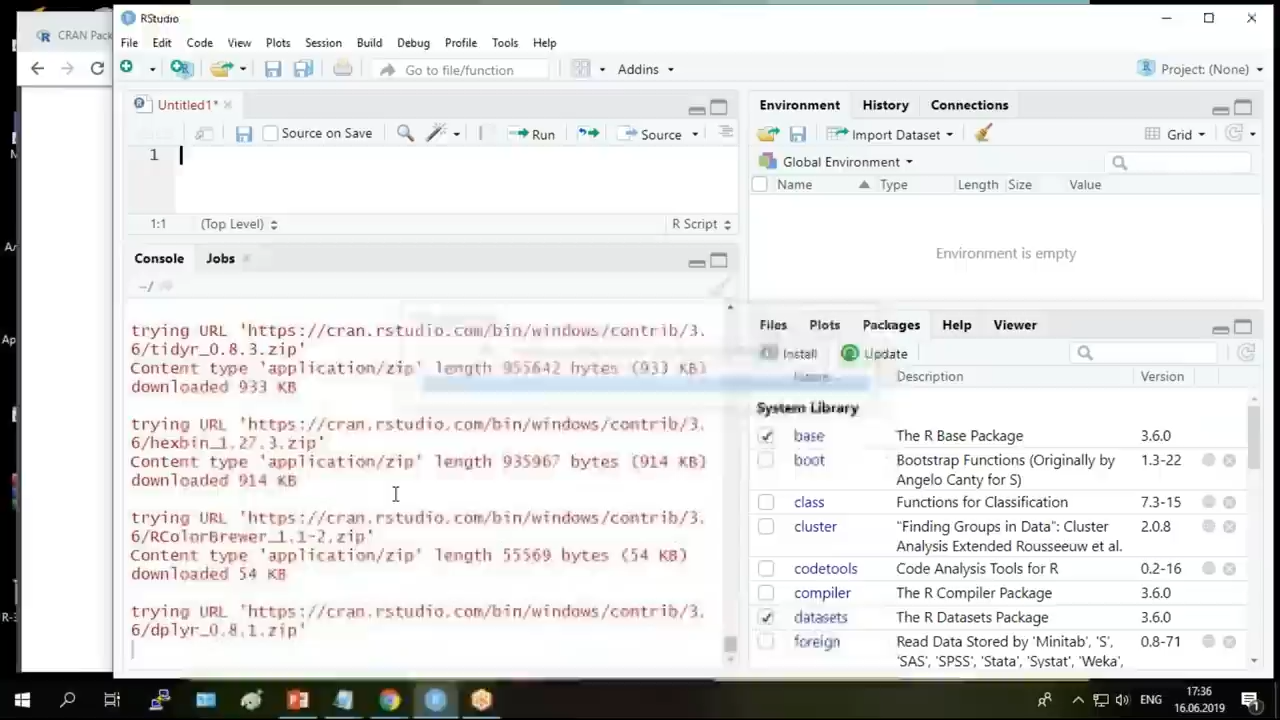 CRAN Pack
RStudio
File Edit Code View Plots Session Build Debug Profile Tools Help
Go to file/function Addins Project: (None)
Untitled1*
Source on Save Run Source
1
1:1 (Top Level) R Script
Console Jobs
~/
trying URL 'https://cran.rstudio.com/bin/windows/contrib/3.
6/tidyr_0.8.3.zip'
Content type 'application/zip' length 955642 bytes (933 KB)
downloaded 933 KB
trying URL 'https://cran.rstudio.com/bin/windows/contrib/3.
6/hexbin_1.27.3.zip'
Content type 'application/zip' length 935967 bytes (914 KB)
downloaded 914 KB
trying URL 'https://cran.rstudio.com/bin/windows/contrib/3.
6/RColorBrewer_1.1-2.zip'
Content type 'application/zip' length 55569 bytes (54 KB)
downloaded 54 KB
trying URL 'https://cran.rstudio.com/bin/windows/contrib/3.
6/dplyr_0.8.1.zip'
Environment History Connections
Import Dataset Grid
Global Environment
Name Type Length Size Value
Environment is empty
Files Plots Packages Help Viewer
Install Update
Name Description Version
System Library
base The R Base Package 3.6.0
boot Bootstrap Functions (Originally by 1.3-22
Angelo Canty for S)
class Functions for Classification 7.3-15
cluster "Finding Groups in Data": Cluster 2.0.8
Analysis Extended Rousseeuw et al.
codetools Code Analysis Tools for R 0.2-16
compiler The R Compiler Package 3.6.0
datasets The R Datasets Package 3.6.0
foreign Read Data Stored by 'Minitab', 'S', 0.8-71
'SAS', 'SPSS', 'Stata', 'Systat', 'Weka',
ENG
17:36
16.06.2019